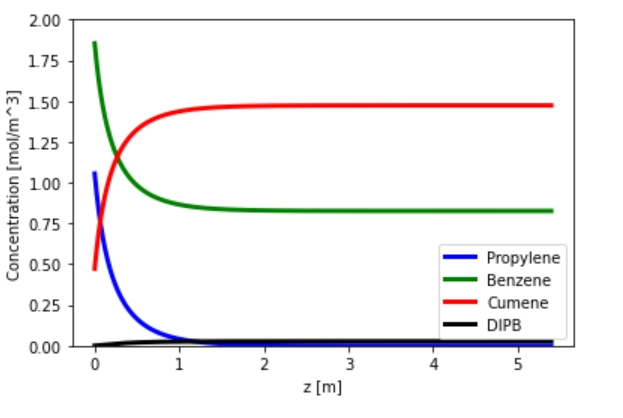 2.00
1.75
1.50
1.25
1.00
0.75
0.50
0.25
0.00
Concentration [mol/m^3]
Propylene
Benzene
Cumene
DIPB
0 1 2 3 4 5
z [m]